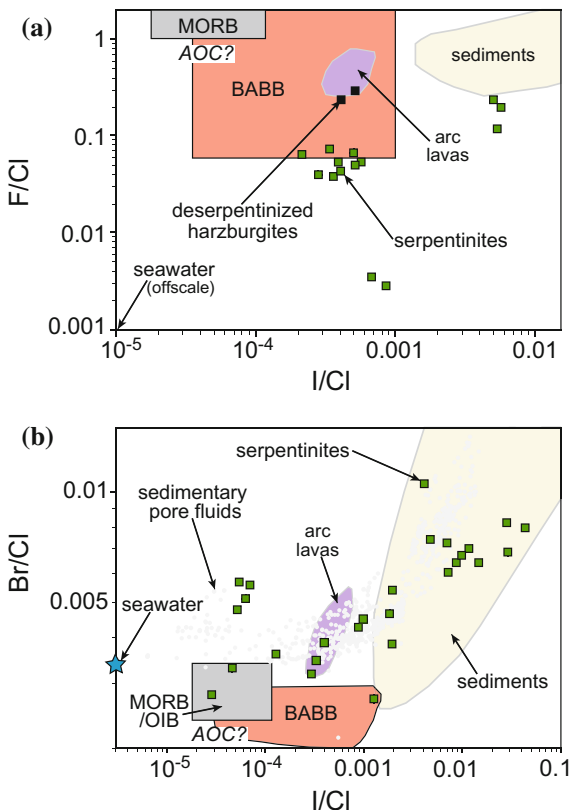 (a)
1
0.1
0.01
0.001
F/Cl
MORB
AOC?
BABB
sediments
arc
lavas
deserpentinized
harzburgites
serpentinites
seawater
(offscale)
10-5
10-4
0.001
0.01
I/Cl
(b)
0.01
0.005
Br/Cl
serpentinites
sedimentary
pore fluids
arc
lavas
seawater
MORB
/OIB
BABB
AOC?
sediments
10-5
10-4
0.001
0.01
0.1
I/Cl